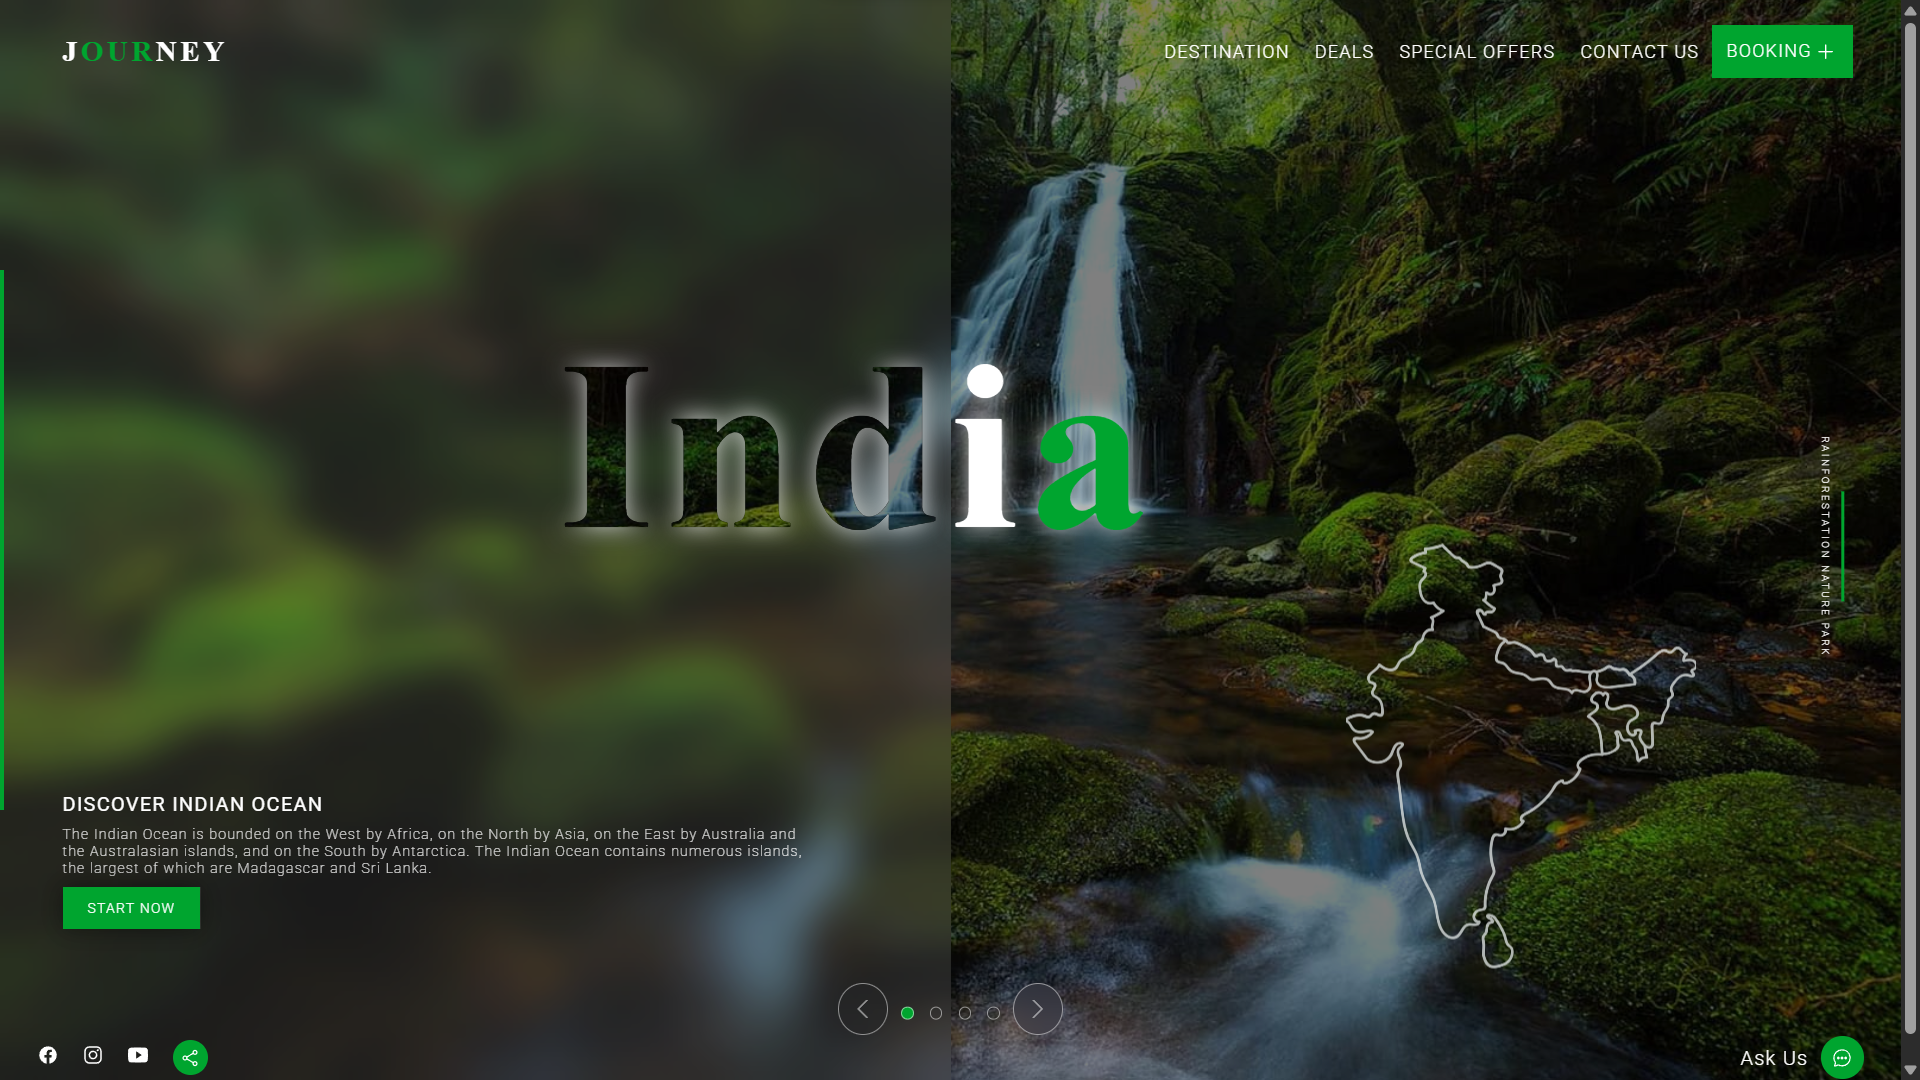 JOURNEY
DESTINATION
DEALS
SPECIAL OFFERS
CONTACT US
BOOKING +
India
RAINFORESTATION NATURE PARK
DISCOVER INDIAN OCEAN
The Indian Ocean is bounded on the West by Africa, on the North by Asia, on the East by Australia and
the Australasian islands, and on the South by Antarctica. The Indian Ocean contains numerous islands,
the largest of which are Madagascar and Sri Lanka.
START NOW
Ask Us